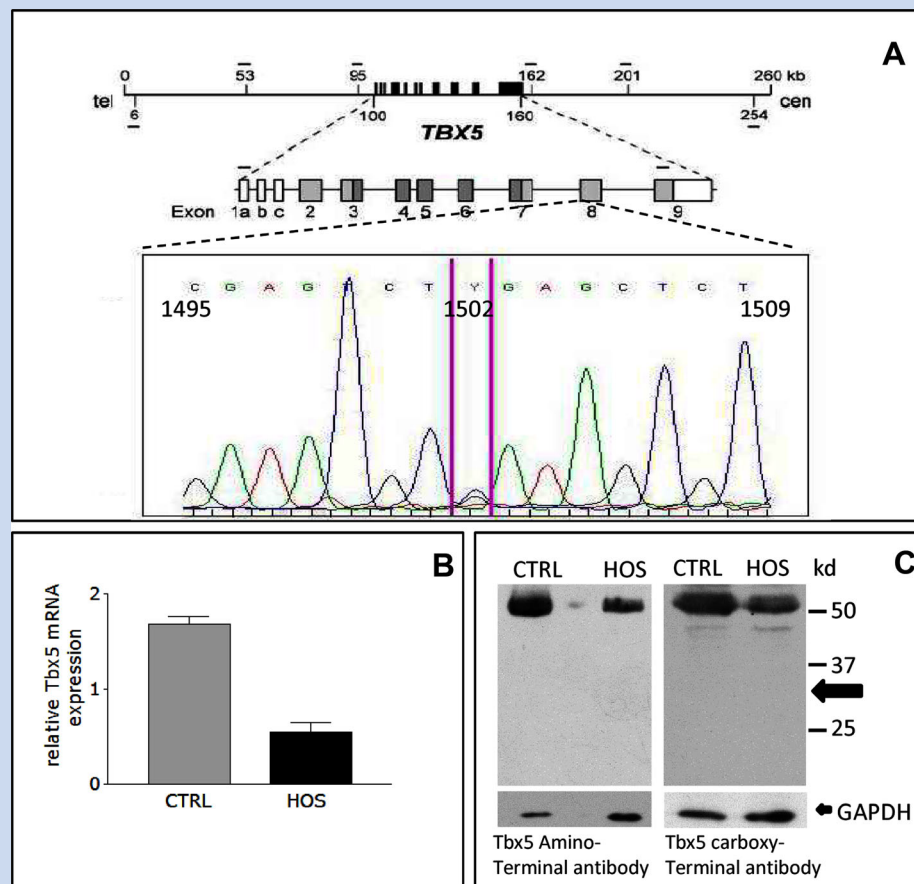 A
0 53 95 162 201 260 kb
tel cen
6 100 160 254
TBX5
Exon 1a b c 2 3 4 5 6 7 8 9
C G A G T C T Y G A G C T C T
1495 1502 1509
B
2
1
0
relative Tbx5 mRNA
expression
CTRL HOS
C
CTRL HOS CTRL HOS kd
50
37
25
GAPDH
Tbx5 Amino-
Terminal antibody
Tbx5 carboxy-
Terminal antibody